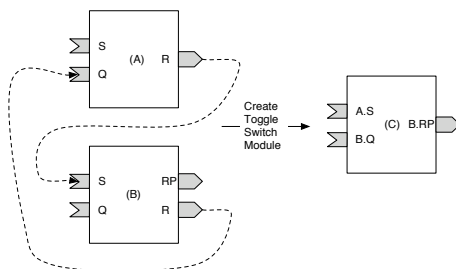 S
(A)
R
Q
Create
Toggle
Switch
Module
A.S
(C)
B.RP
B.Q
S
RP
(B)
Q
R